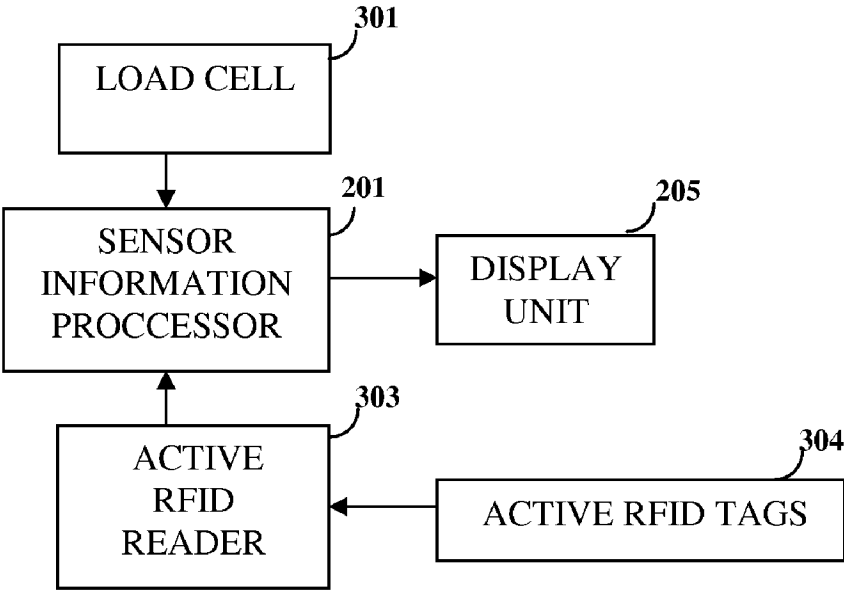 301
LOAD CELL
201
SENSOR
INFORMATION
PROCCESSOR
205
DISPLAY
UNIT
303
ACTIVE
RFID
READER
304
ACTIVE RFID TAGS